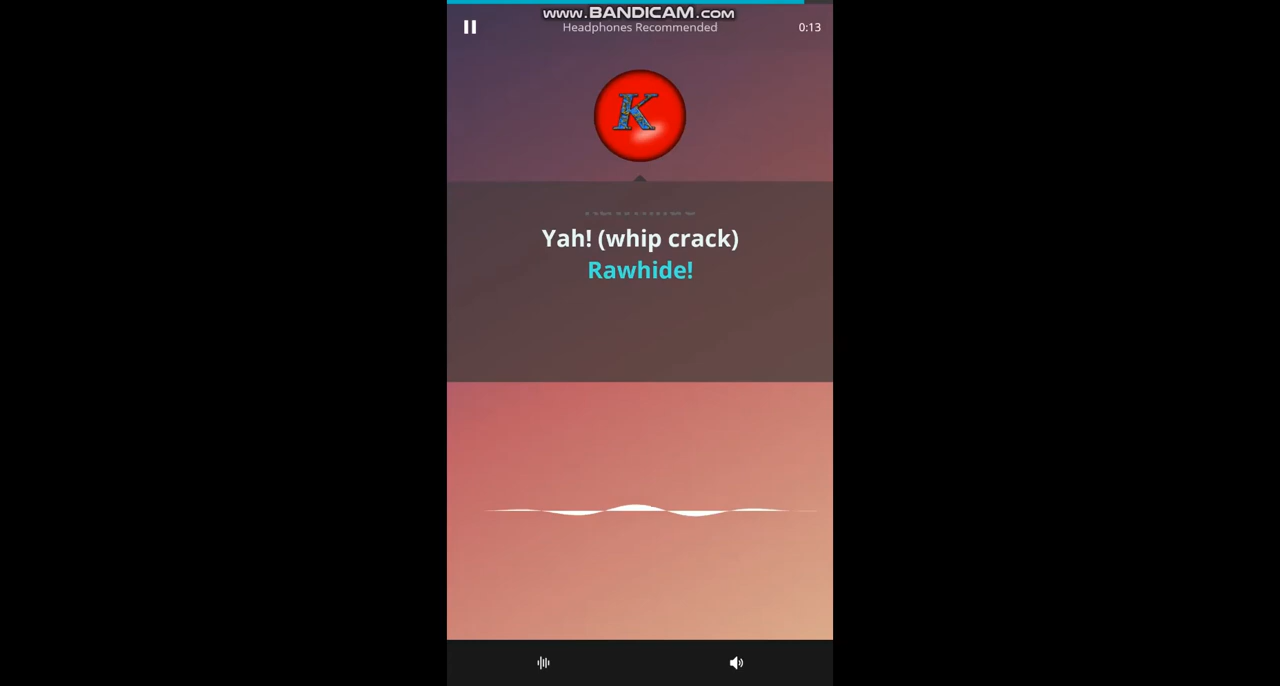 www.BANDICAM.com
Headphones Recommended
0:13
K
Yah! (whip crack)
Rawhide!